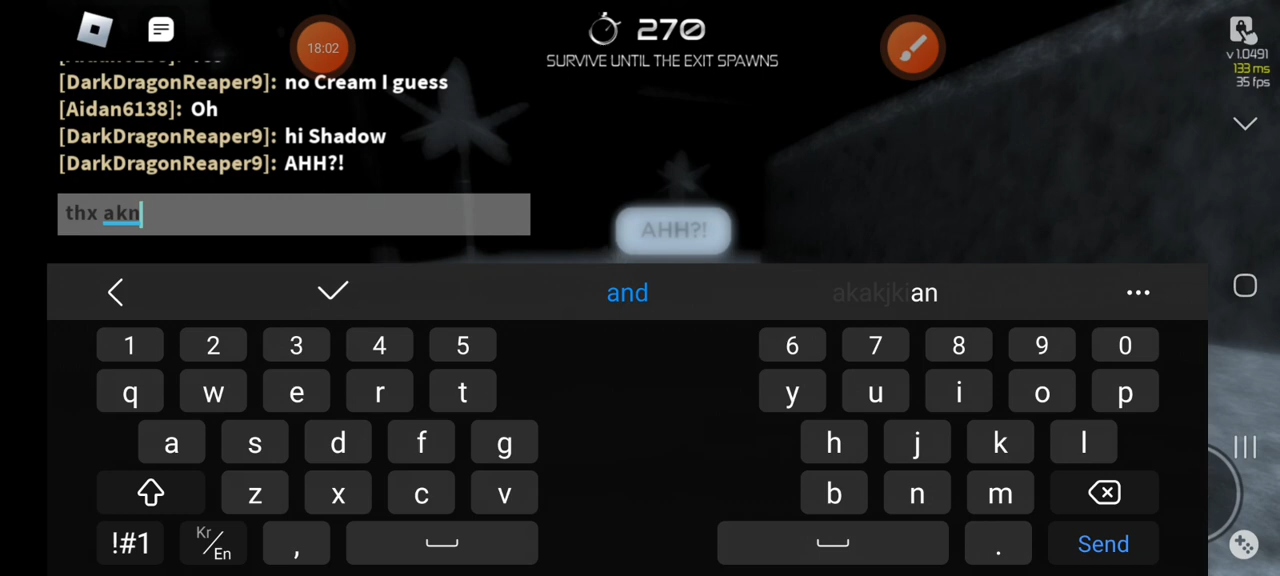 18:02
270
SURVIVE UNTIL THE EXIT SPAWNS
v 1.0491
133 ms
35 fps
[DarkDragonReaper9]: no Cream I guess
[Aidan6138]: Oh
[DarkDragonReaper9]: hi Shadow
[DarkDragonReaper9]: AHH?!
thx akn
AHH?!
and
an
1 2 3 4 5 6 7 8 9 0
q w e r t y u i o p
a s d f g h j k l
z x c v b n m
!#1 Kr/En , . Send